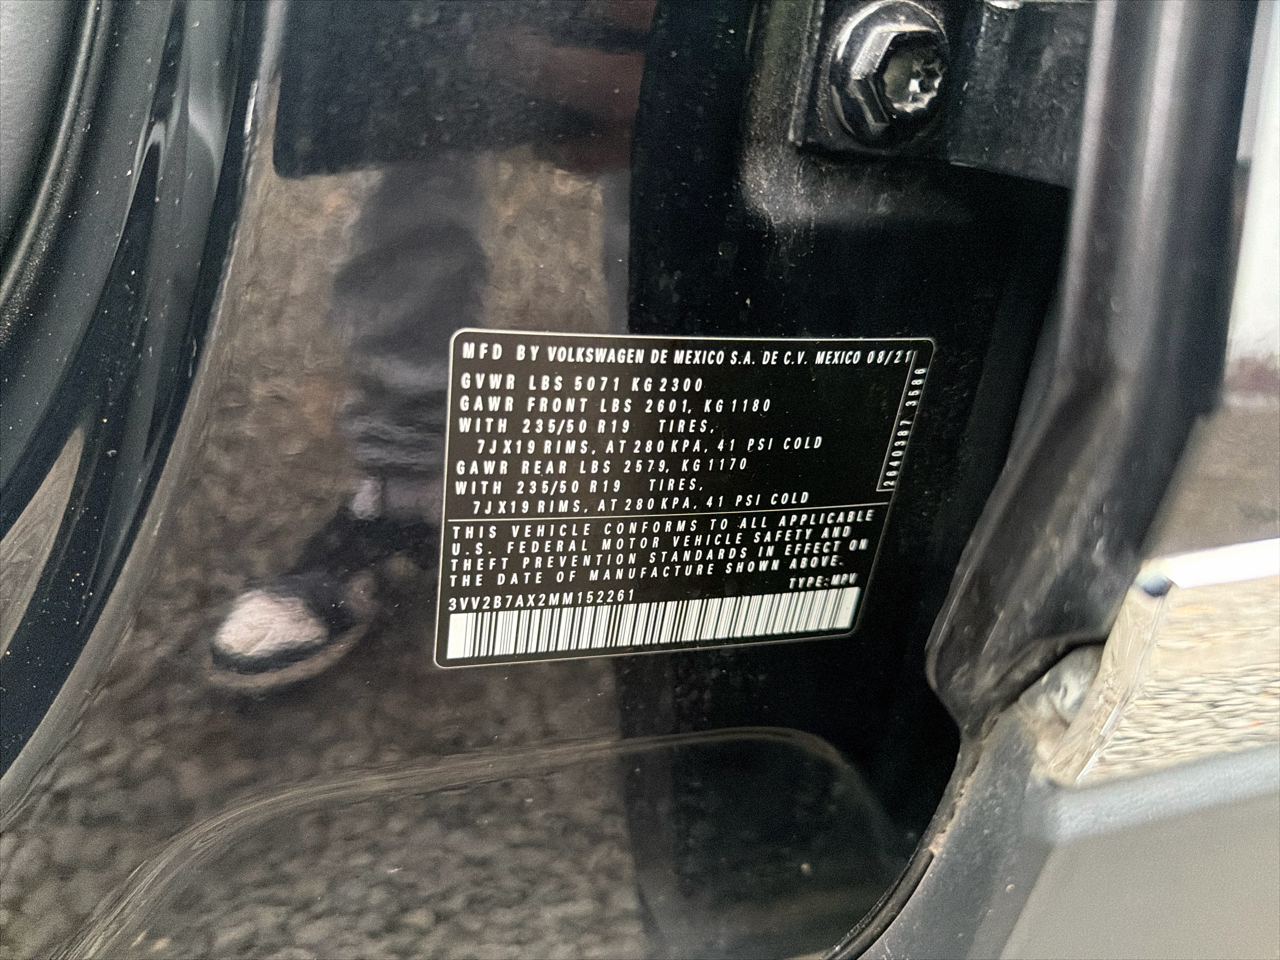 MFD BY VOLKSWAGEN DE MEXICO S.A. DE C.V. MEXICO 08/21
GVWR LBS 5071 KG 2300
GAWR FRONT LBS 2601, KG 1180
WITH 235/50 R19 TIRES,
7JX19 RIMS, AT 280 KPA, 41 PSI COLD
GAWR REAR LBS 2579, KG 1170
WITH 235/50 R19 TIRES,
7JX19 RIMS, AT 280 KPA, 41 PSI COLD
2G40387 3586
THIS VEHICLE CONFORMS TO ALL APPLICABLE
U.S. FEDERAL MOTOR VEHICLE SAFETY AND
THEFT PREVENTION STANDARDS IN EFFECT ON
THE DATE OF MANUFACTURE SHOWN ABOVE.
TYPE:MPV
3VV2B7AX2MM152261